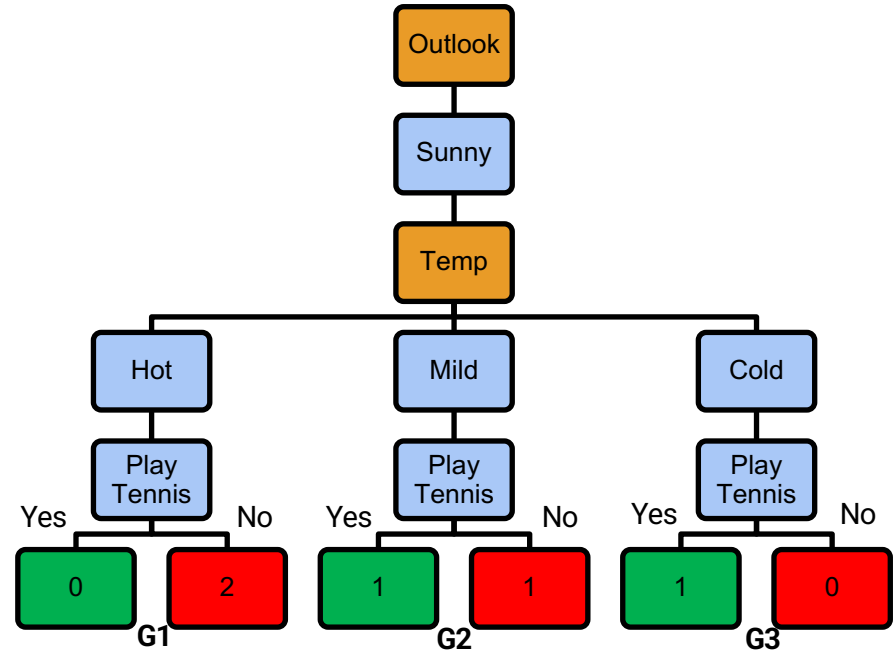 Outlook
Sunny
Temp
Hot
Mild
Cold
Play
Tennis
Play
Tennis
Play
Tennis
Yes
No
Yes
No
Yes
No
0
2
1
1
1
0
G1
G2
G3